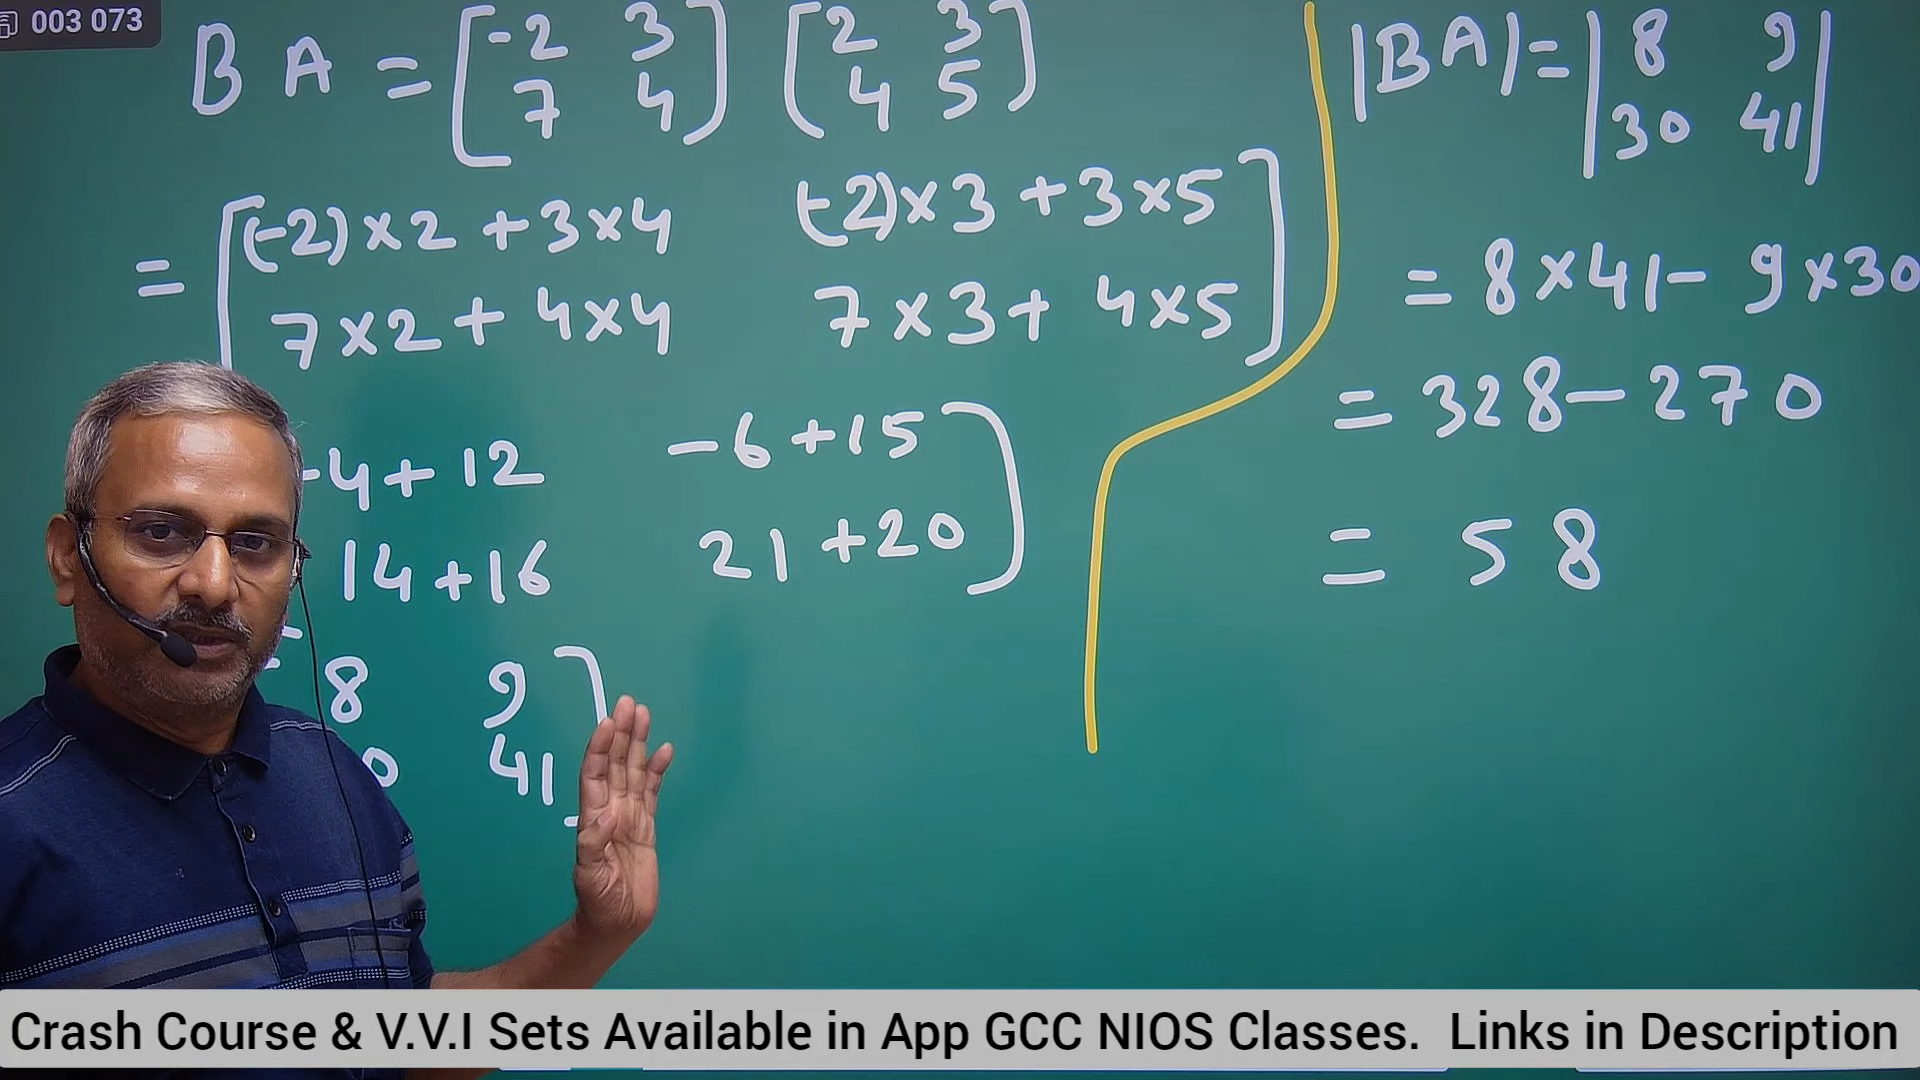 003 073
B A = [-2 3] [2 3]
[7 4] [4 5]
= [(-2)×2 + 3×4 (-2)×3 + 3×5]
[7×2 + 4×4 7×3 + 4×5]
-4 + 12 -6 + 15]
14 + 16 21 + 20]
= 8 9]
0 41]
|BA| = |8 9|
|30 41|
= 8×41 - 9×30
= 328 - 270
= 58
Crash Course & V.V.I Sets Available in App GCC NIOS Classes. Links in Description